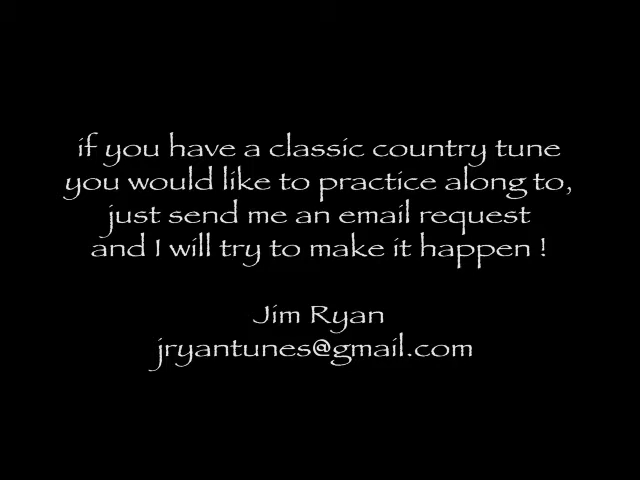 if you have a classic country tune
you would like to practice along to,
just send me an email request
and I will try to make it happen !
Jim Ryan
jryantunes@gmail.com